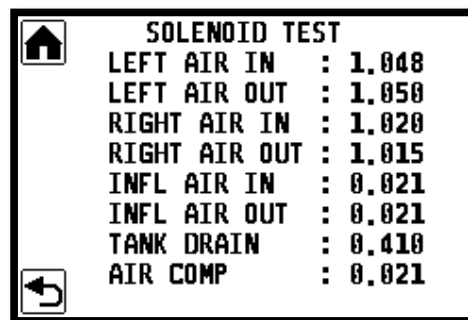 SOLENOID TEST
LEFT AIR IN : 1.048
LEFT AIR OUT : 1.050
RIGHT AIR IN : 1.020
RIGHT AIR OUT : 1.015
INFL AIR IN : 0.021
INFL AIR OUT : 0.021
TANK DRAIN : 0.410
AIR COMP : 0.021